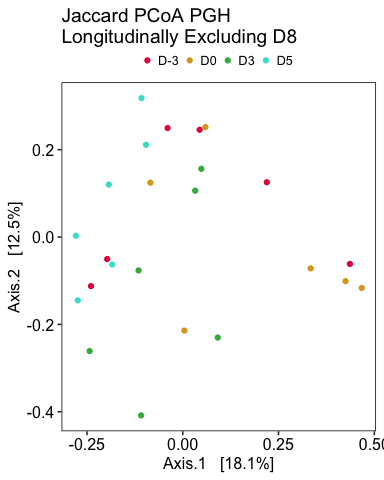 Jaccard PCoA PGH
Longitudinally Excluding D8
D-3 D0 D3 D5
0.2
0.0
-0.2
-0.4
Axis.2 [12.5%]
-0.25 0.00 0.25 0.50
Axis.1 [18.1%]